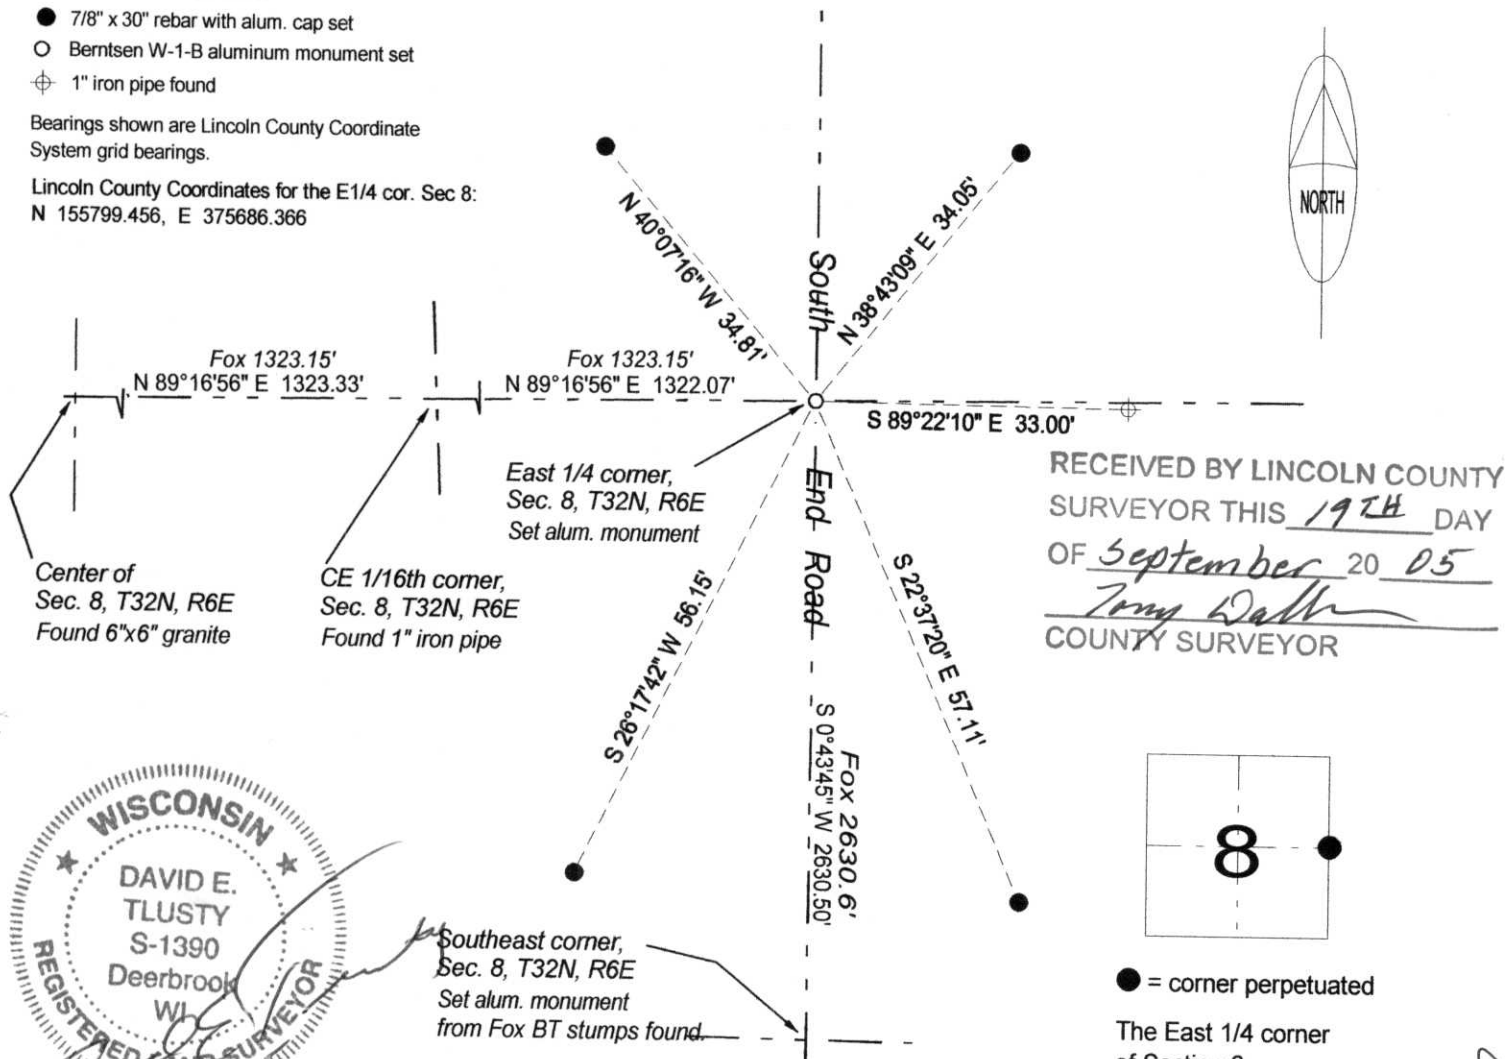 7/8" x 30" rebar with alum. cap set
Berntsen W-1-B aluminum monument set
1" iron pipe found
Bearings shown are Lincoln County Coordinate
System grid bearings.
Lincoln County Coordinates for the E1/4 cor. Sec 8:
N 155799.456, E 375686.366
N 40°07'16" W 34.81'
N 38°43'09" E 34.05'
NORTH
South End Road
Fox 1323.15'
N 89°16'56" E 1323.33'
Fox 1323.15'
N 89°16'56" E 1322.07'
S 89°22'10" E 33.00'
East 1/4 corner,
Sec. 8, T32N, R6E
Set alum. monument
Center of
Sec. 8, T32N, R6E
Found 6"x6" granite
CE 1/16th corner,
Sec. 8, T32N, R6E
Found 1" iron pipe
RECEIVED BY LINCOLN COUNTY
SURVEYOR THIS 19TH DAY
OF September 20 05
Tony Dall
COUNTY SURVEYOR
S 26°17'42" W 56.15'
S 22°37'20" E 57.11'
Fox 2630.6'
S 0°43'45" W 2630.50'
WISCONSIN
DAVID E.
TLUSTY
S-1390
Deerbrook
WI
REGISTERED LAND SURVEYOR
Southeast corner,
Sec. 8, T32N, R6E
Set alum. monument
from Fox BT stumps found.
8
= corner perpetuated
The East 1/4 corner
of Section 8